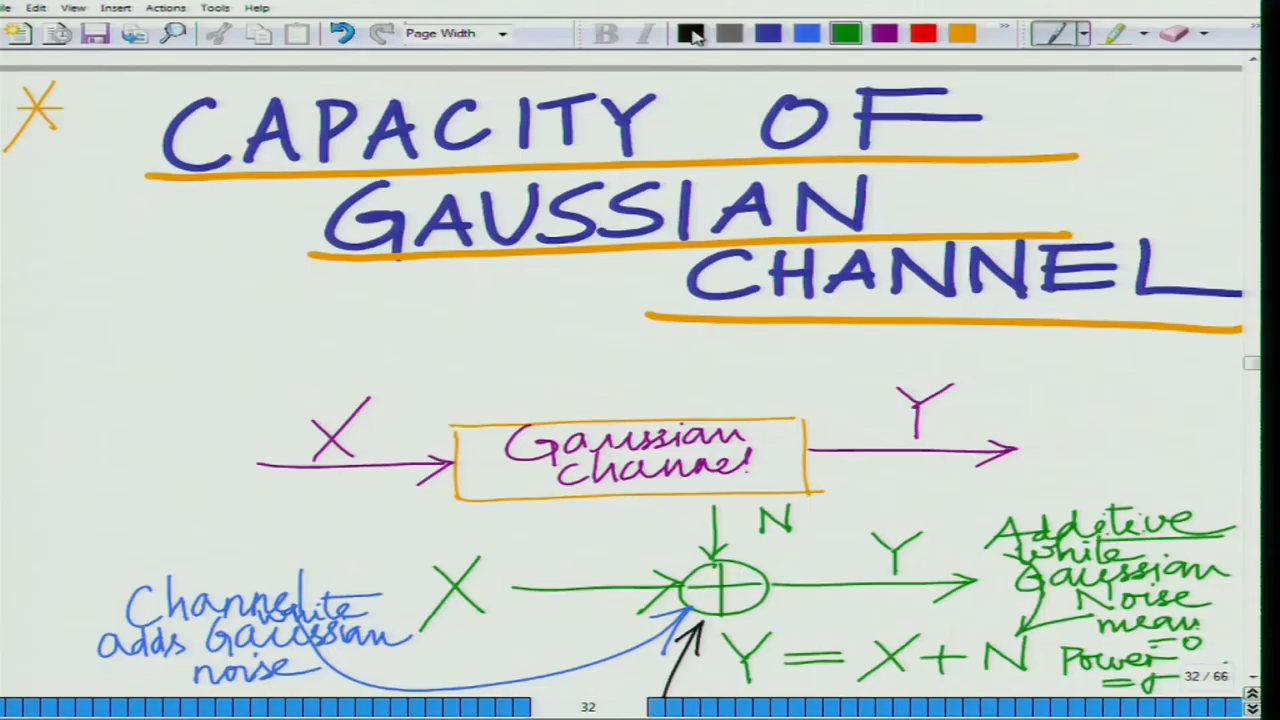 Edit View Insert Actions Tools Help
Page Width
B I
CAPACITY OF
GAUSSIAN
CHANNEL
X
Gaussian
channel
Y
N
X
Y
Additive
white
Gaussian
Noise
mean
= 0
Power
Channel
white
adds Gaussian
noise
Y = X + N
32 / 66
32